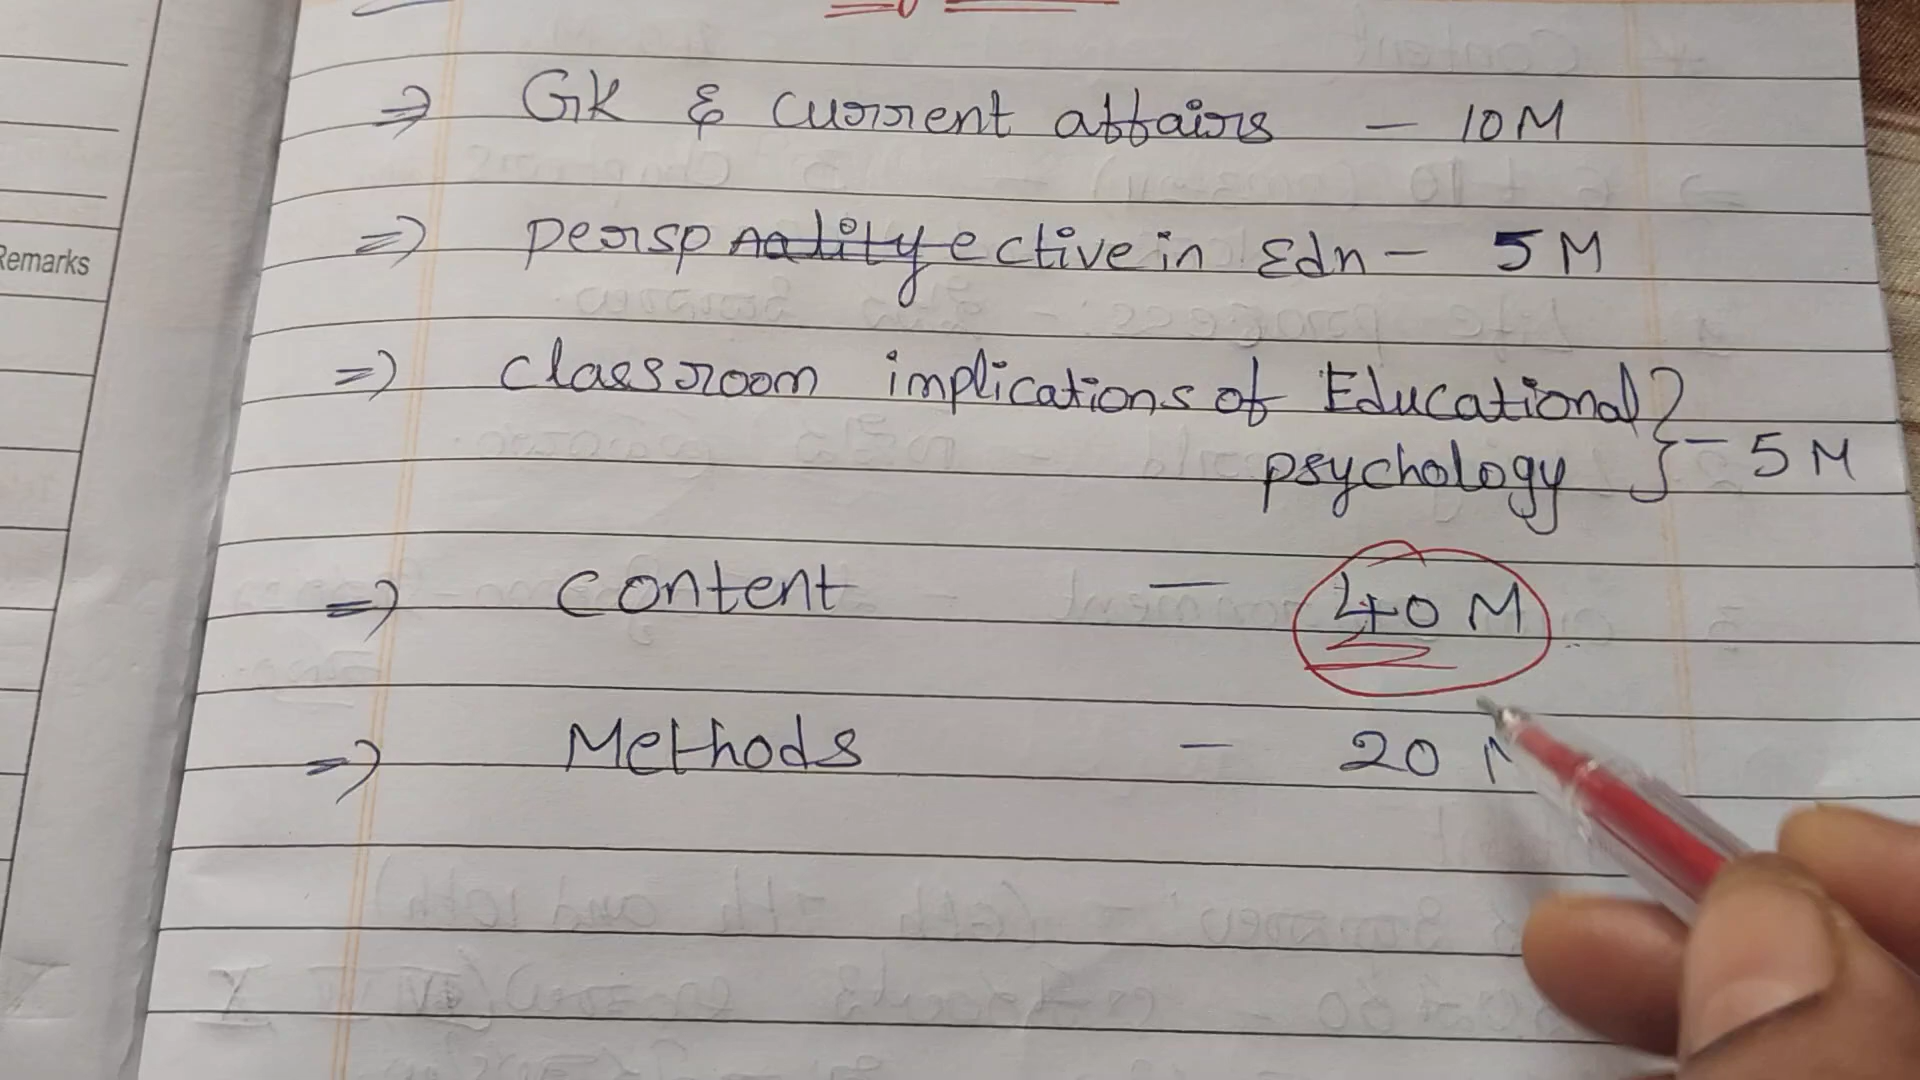 ⇒ GK & current affairs – 10M
⇒ perspective in Edn – 5M
⇒ classroom implications of Educational
psychology } – 5M
⇒ content – 40M
⇒ Methods – 20 M
Remarks